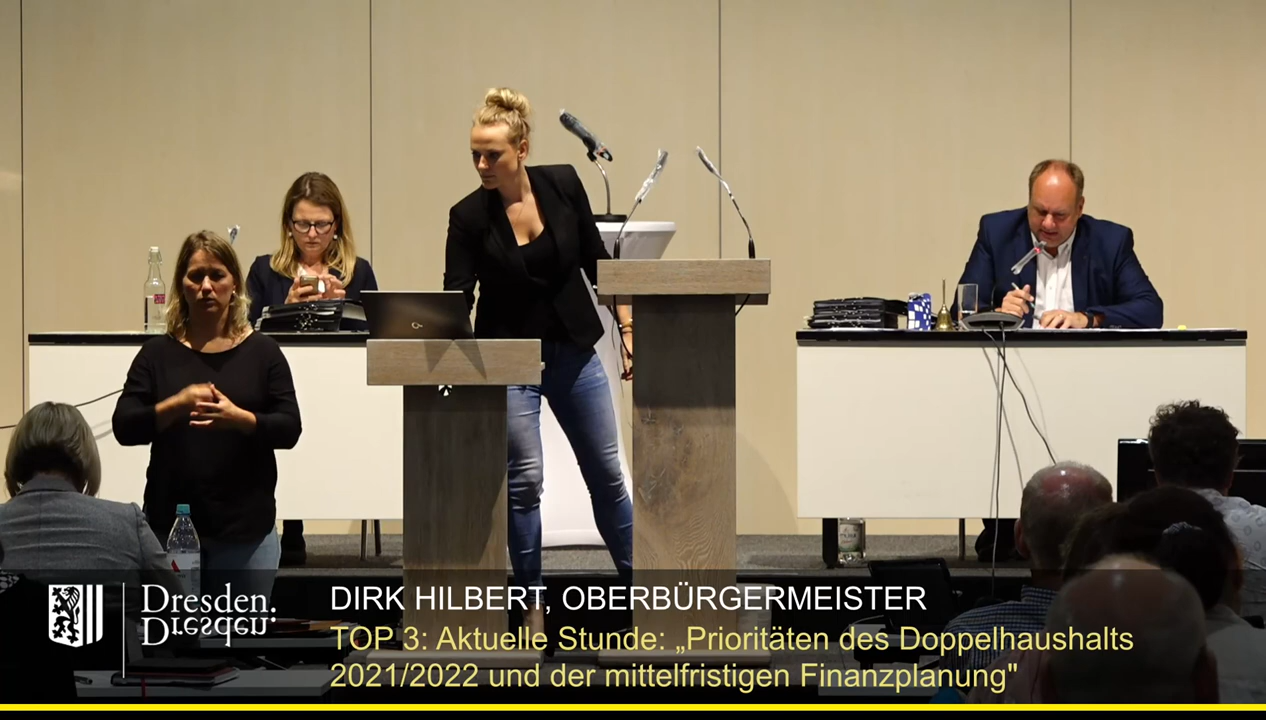 Dresden.
Dresden.
DIRK HILBERT, OBERBÜRGERMEISTER
TOP 3: Aktuelle Stunde: „Prioritäten des Doppelhaushalts
2021/2022 und der mittelfristigen Finanzplanung"